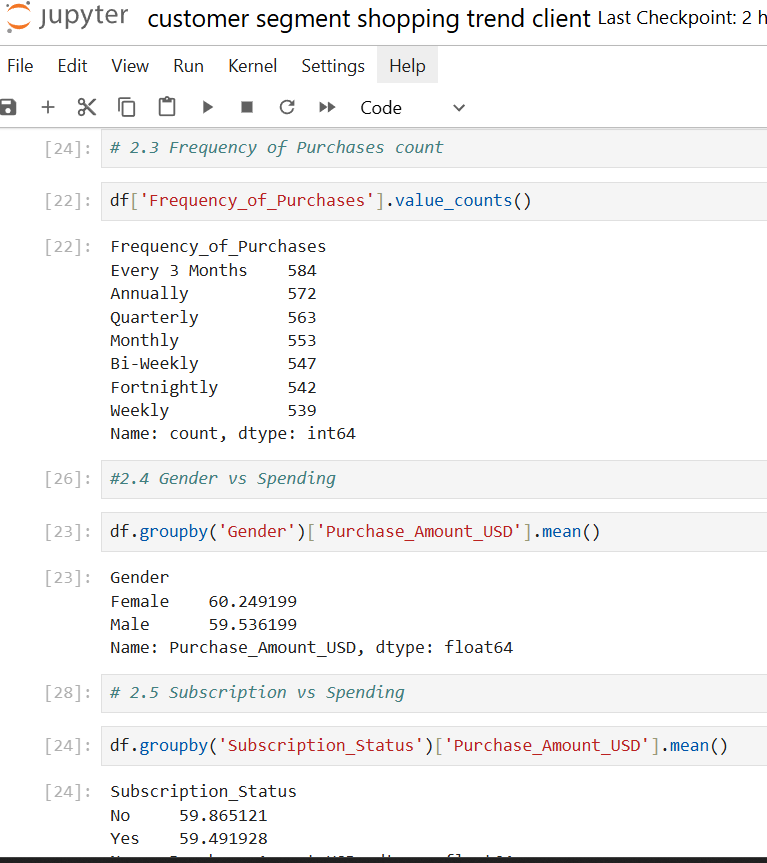 jupyter customer segment shopping trend client Last Checkpoint: 2 h
File Edit View Run Kernel Settings Help
Code
[24]: # 2.3 Frequency of Purchases count
[22]: df['Frequency_of_Purchases'].value_counts()
[22]: Frequency_of_Purchases
Every 3 Months    584
Annually          572
Quarterly         563
Monthly           553
Bi-Weekly         547
Fortnightly       542
Weekly            539
Name: count, dtype: int64
[26]: #2.4 Gender vs Spending
[23]: df.groupby('Gender')['Purchase_Amount_USD'].mean()
[23]: Gender
Female    60.249199
Male      59.536199
Name: Purchase_Amount_USD, dtype: float64
[28]: # 2.5 Subscription vs Spending
[24]: df.groupby('Subscription_Status')['Purchase_Amount_USD'].mean()
[24]: Subscription_Status
No     59.865121
Yes    59.491928